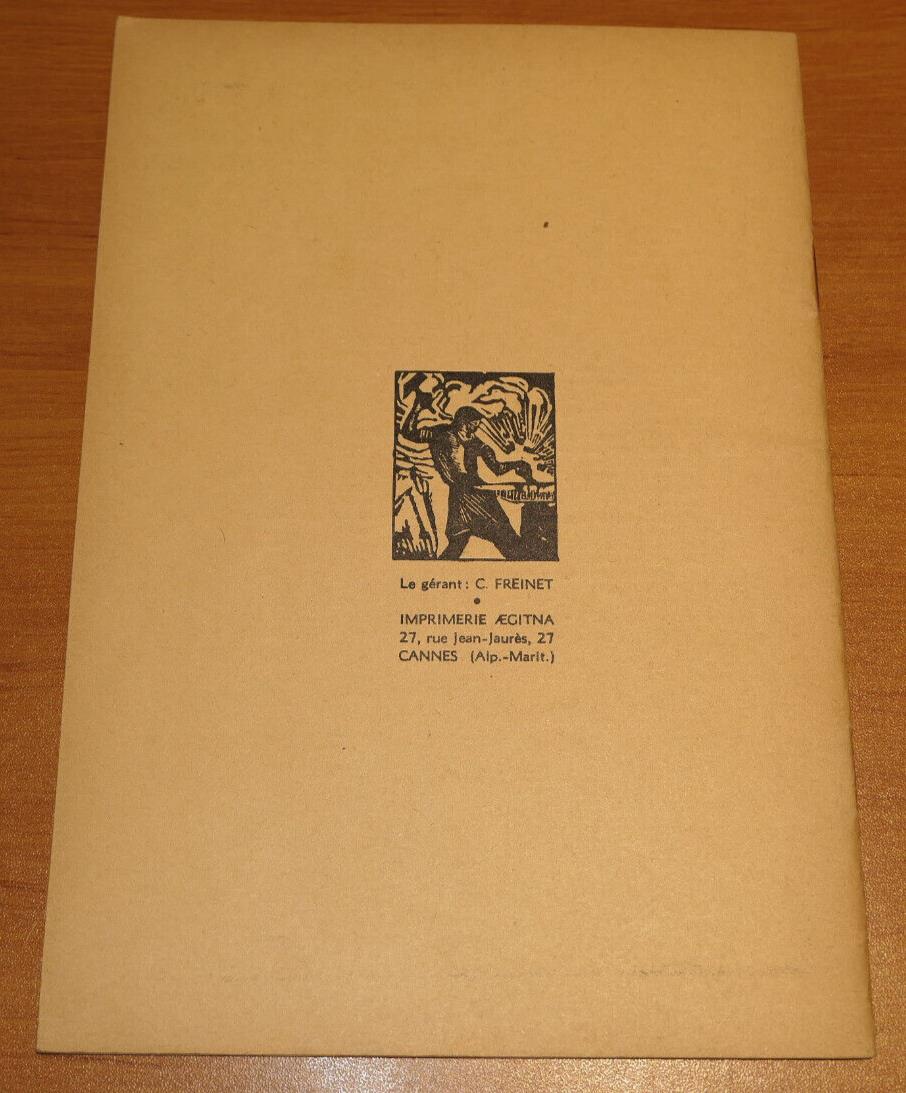 Le gérant : C. FREINET
IMPRIMERIE ÆGITNA
27, rue Jean-Jaurès, 27
CANNES (Alp.-Marit.)